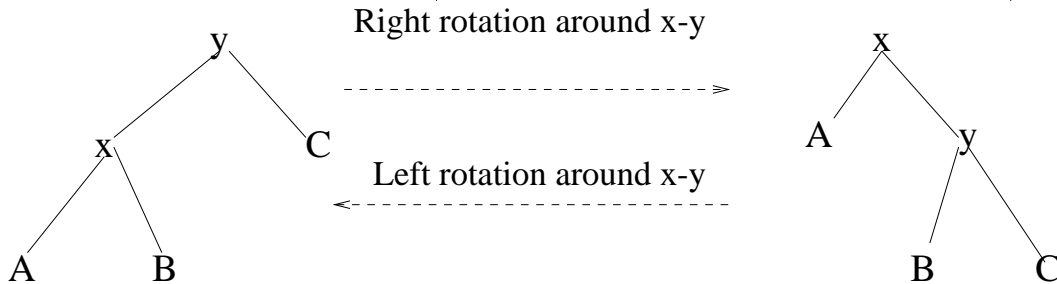 Right rotation around x-y
y
x
x
C
A
y
Left rotation around x-y
A
B
B
C